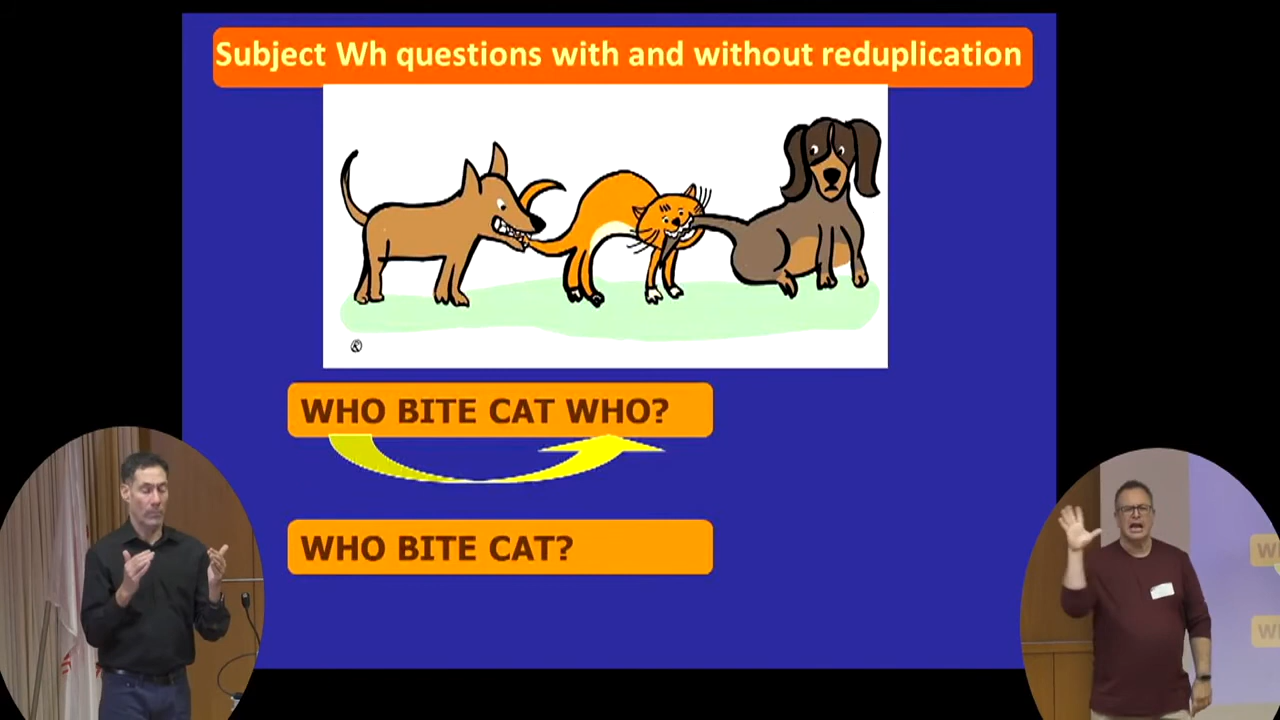 Subject Wh questions with and without reduplication
WHO BITE CAT WHO?
WHO BITE CAT?